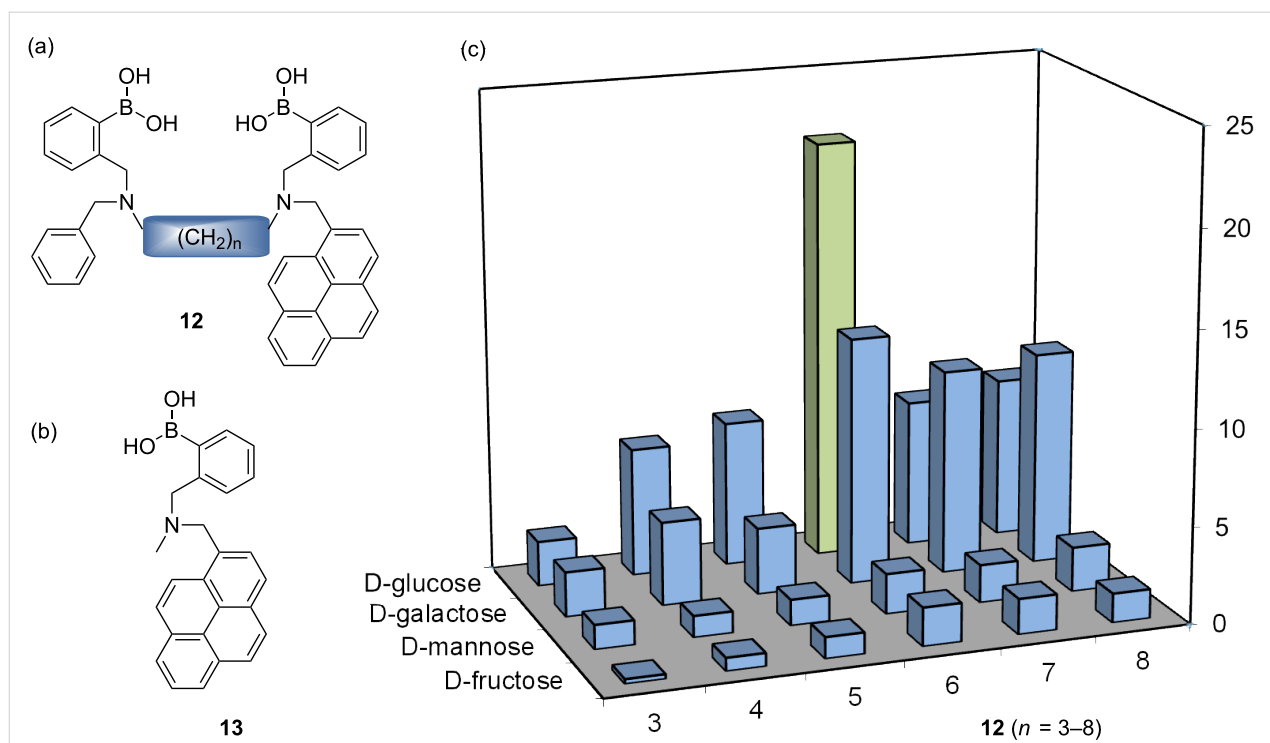 (a)
OH
B
OH
OH
B
HO
N
N
(CH2)n
12
(b)
OH
B
HO
N
13
(c)
25
20
15
10
5
0
D-glucose
D-galactose
D-mannose
D-fructose
3
4
5
6
7
8
12 (n = 3–8)